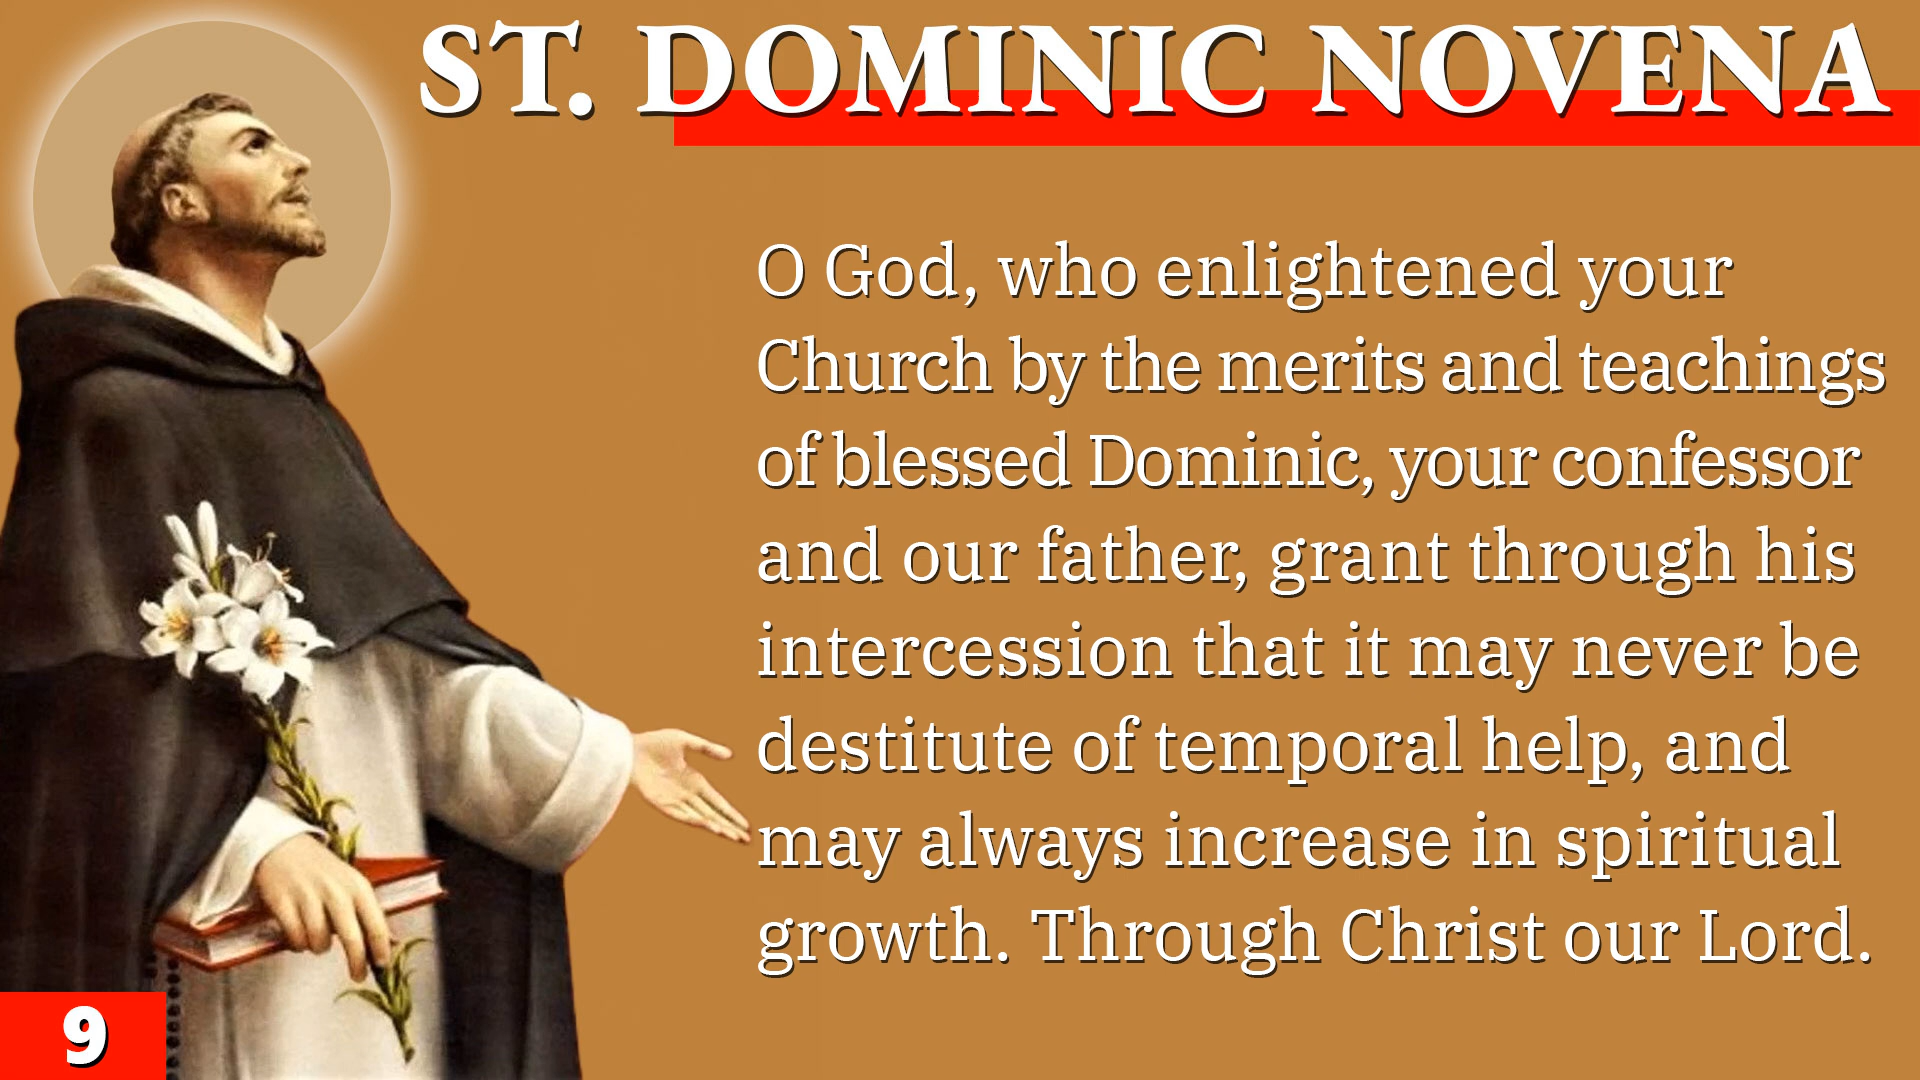 ST. DOMINIC NOVENA
O God, who enlightened your
Church by the merits and teachings
of blessed Dominic, your confessor
and our father, grant through his
intercession that it may never be
destitute of temporal help, and
may always increase in spiritual
growth. Through Christ our Lord.
9